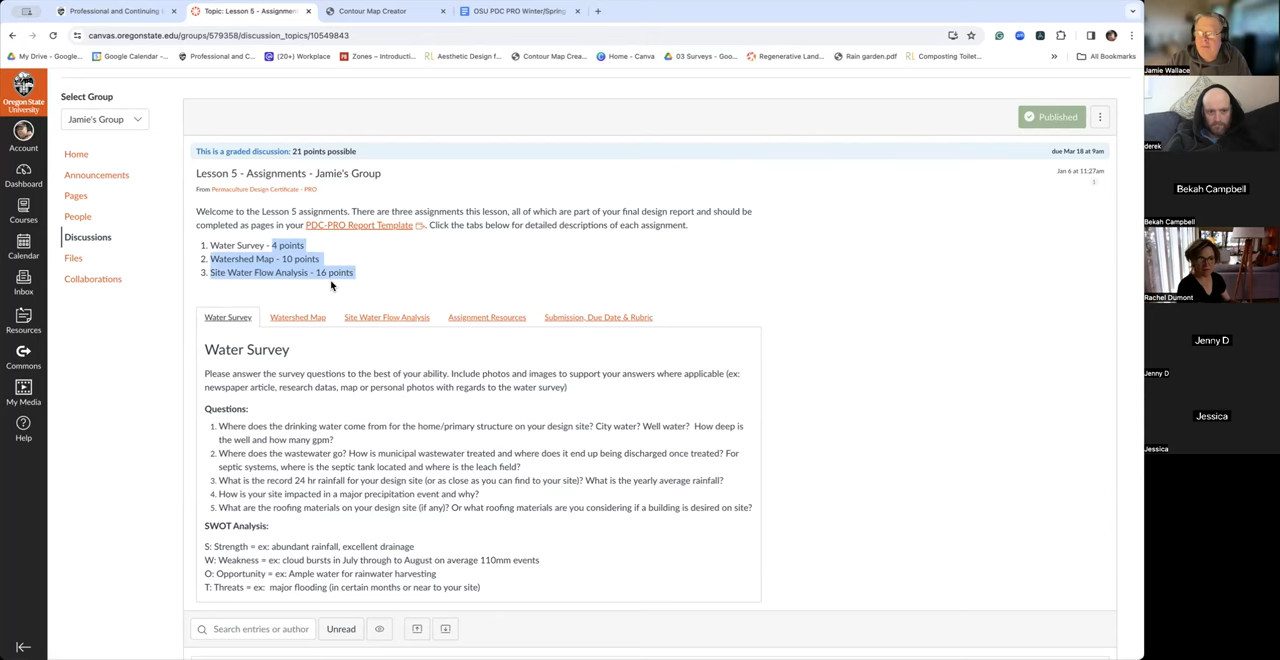 Professional and Continuing E
Topic: Lesson 5 - Assignments
Contour Map Creator
OSU PDC PRO Winter/Spring
canvas.oregonstate.edu/groups/579358/discussion_topics/10549843
My Drive - Google...
Google Calendar -...
Professional and C...
(20+) Workplace
Zones – Introducti...
Aesthetic Design f...
Contour Map Crea...
Home - Canva
03 Surveys - Goo...
Regenerative Land...
Rain garden.pdf
Composting Toilet...
All Bookmarks
Oregon State
University
Account
Dashboard
Courses
Calendar
Inbox
Resources
Commons
My Media
Help
Select Group
Jamie's Group
Home
Announcements
Pages
People
Discussions
Files
Collaborations
Published
This is a graded discussion: 21 points possible
due Mar 18 at 9am
Lesson 5 - Assignments - Jamie's Group
Jan 6 at 11:27am
From Permaculture Design Certificate - PRO
1
Welcome to the Lesson 5 assignments. There are three assignments this lesson, all of which are part of your final design report and should be
completed as pages in your PDC-PRO Report Template. Click the tabs below for detailed descriptions of each assignment.
1. Water Survey - 4 points
2. Watershed Map - 10 points
3. Site Water Flow Analysis - 16 points
Water Survey
Watershed Map
Site Water Flow Analysis
Assignment Resources
Submission, Due Date & Rubric
Water Survey
Please answer the survey questions to the best of your ability. Include photos and images to support your answers where applicable (ex:
newspaper article, research datas, map or personal photos with regards to the water survey)
Questions:
1. Where does the drinking water come from for the home/primary structure on your design site? City water? Well water? How deep is
the well and how many gpm?
2. Where does the wastewater go? How is municipal wastewater treated and where does it end up being discharged once treated? For
septic systems, where is the septic tank located and where is the leach field?
3. What is the record 24 hr rainfall for your design site (or as close as you can find to your site)? What is the yearly average rainfall?
4. How is your site impacted in a major precipitation event and why?
5. What are the roofing materials on your design site (if any)? Or what roofing materials are you considering if a building is desired on site?
SWOT Analysis:
S: Strength = ex: abundant rainfall, excellent drainage
W: Weakness = ex: cloud bursts in July through to August on average 110mm events
O: Opportunity = ex: Ample water for rainwater harvesting
T: Threats = ex: major flooding (in certain months or near to your site)
Search entries or author
Unread
Jamie Wallace
derek
Bekah Campbell
Bekah Campbell
Rachel Dumont
Jenny D
Jenny D
Jessica
Jessica